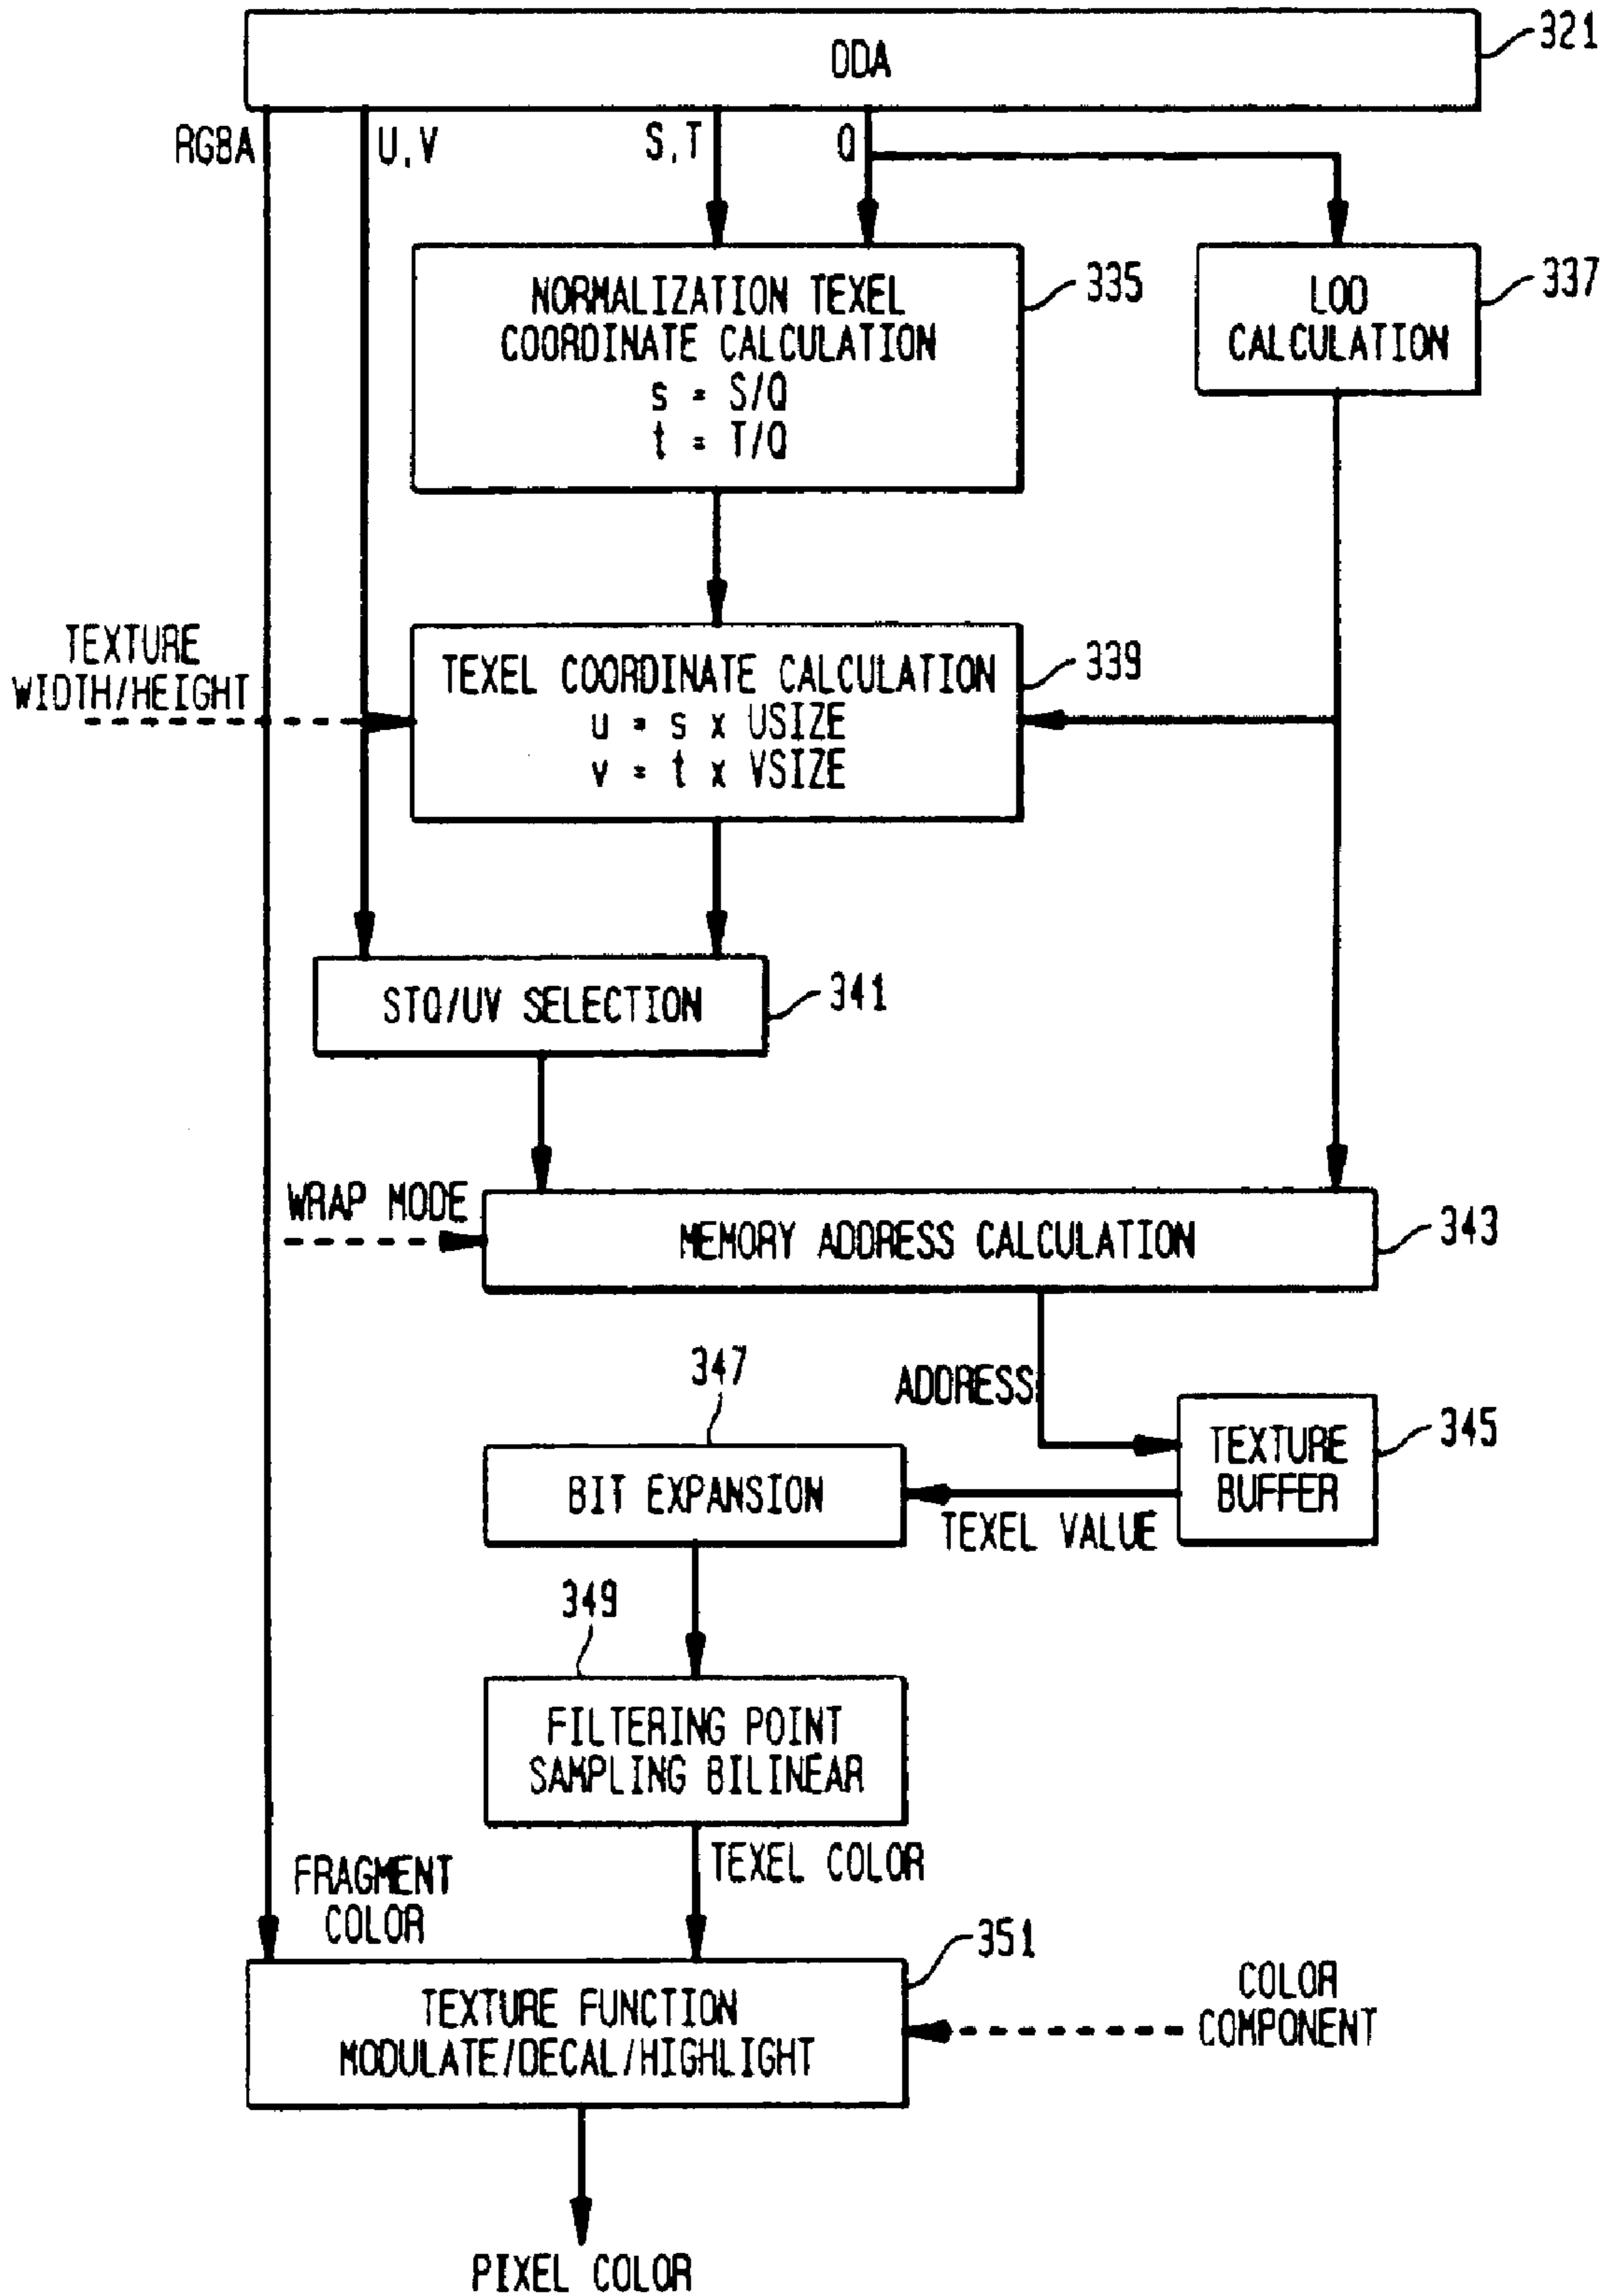 DDA
321
RGBA
U,V
S,T
Q
NORMALIZATION TEXEL
COORDINATE CALCULATION
s = S/Q
t = T/Q
335
LOD
CALCULATION
337
TEXTURE
WIDTH/HEIGHT
TEXEL COORDINATE CALCULATION
u = s x USIZE
v = t x VSIZE
339
STQ/UV SELECTION
341
WRAP MODE
MEMORY ADDRESS CALCULATION
343
347
ADDRESS
BIT EXPANSION
TEXTURE
BUFFER
345
TEXEL VALUE
349
FILTERING POINT
SAMPLING BILINEAR
TEXEL COLOR
FRAGMENT
COLOR
351
TEXTURE FUNCTION
MODULATE/DECAL/HIGHLIGHT
COLOR
COMPONENT
PIXEL COLOR